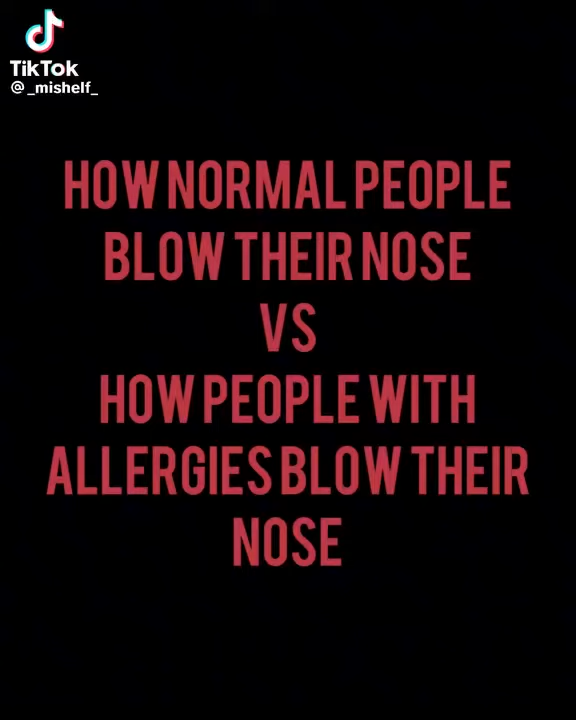 TikTok
@_mishelf_
HOW NORMAL PEOPLE
BLOW THEIR NOSE
VS
HOW PEOPLE WITH
ALLERGIES BLOW THEIR
NOSE